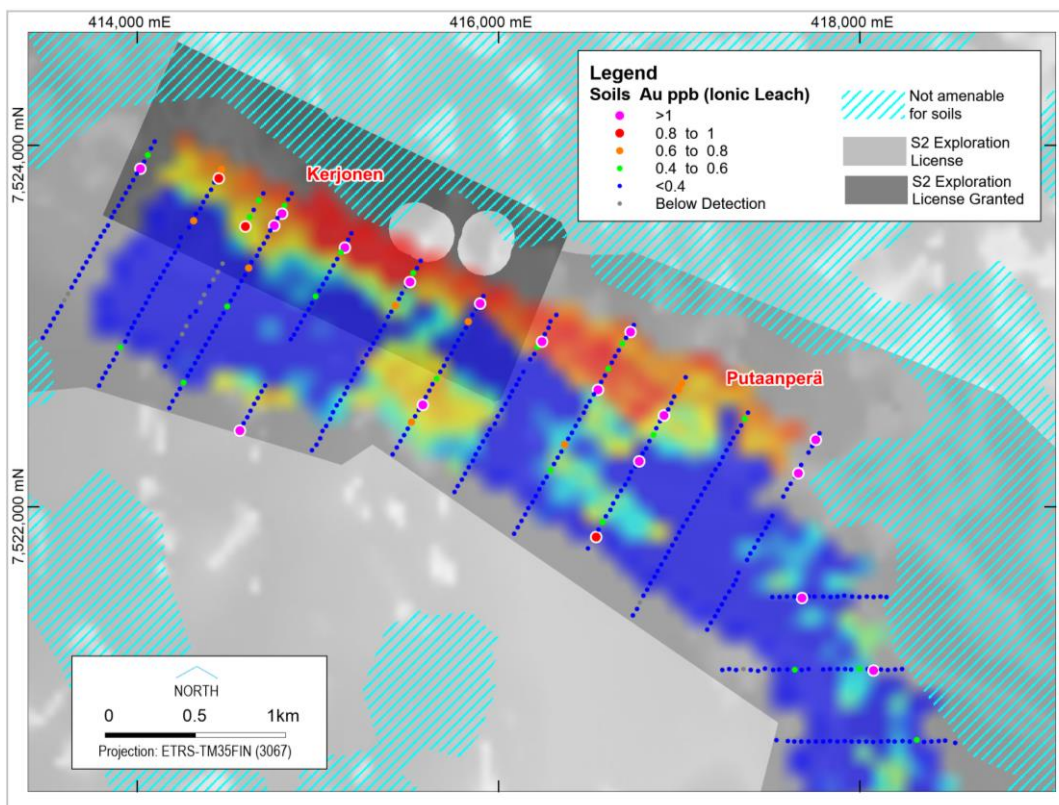 414,000 mE
416,000 mE
418,000 mE
7,524,000 mN
7,522,000 mN
Legend
Soils Au ppb (Ionic Leach)
>1
0.8 to 1
0.6 to 0.8
0.4 to 0.6
<0.4
Below Detection
Not amenable
for soils
S2 Exploration
License
S2 Exploration
License Granted
Kerjonen
Putaanperä
NORTH
0 0.5 1km
Projection: ETRS-TM35FIN (3067)